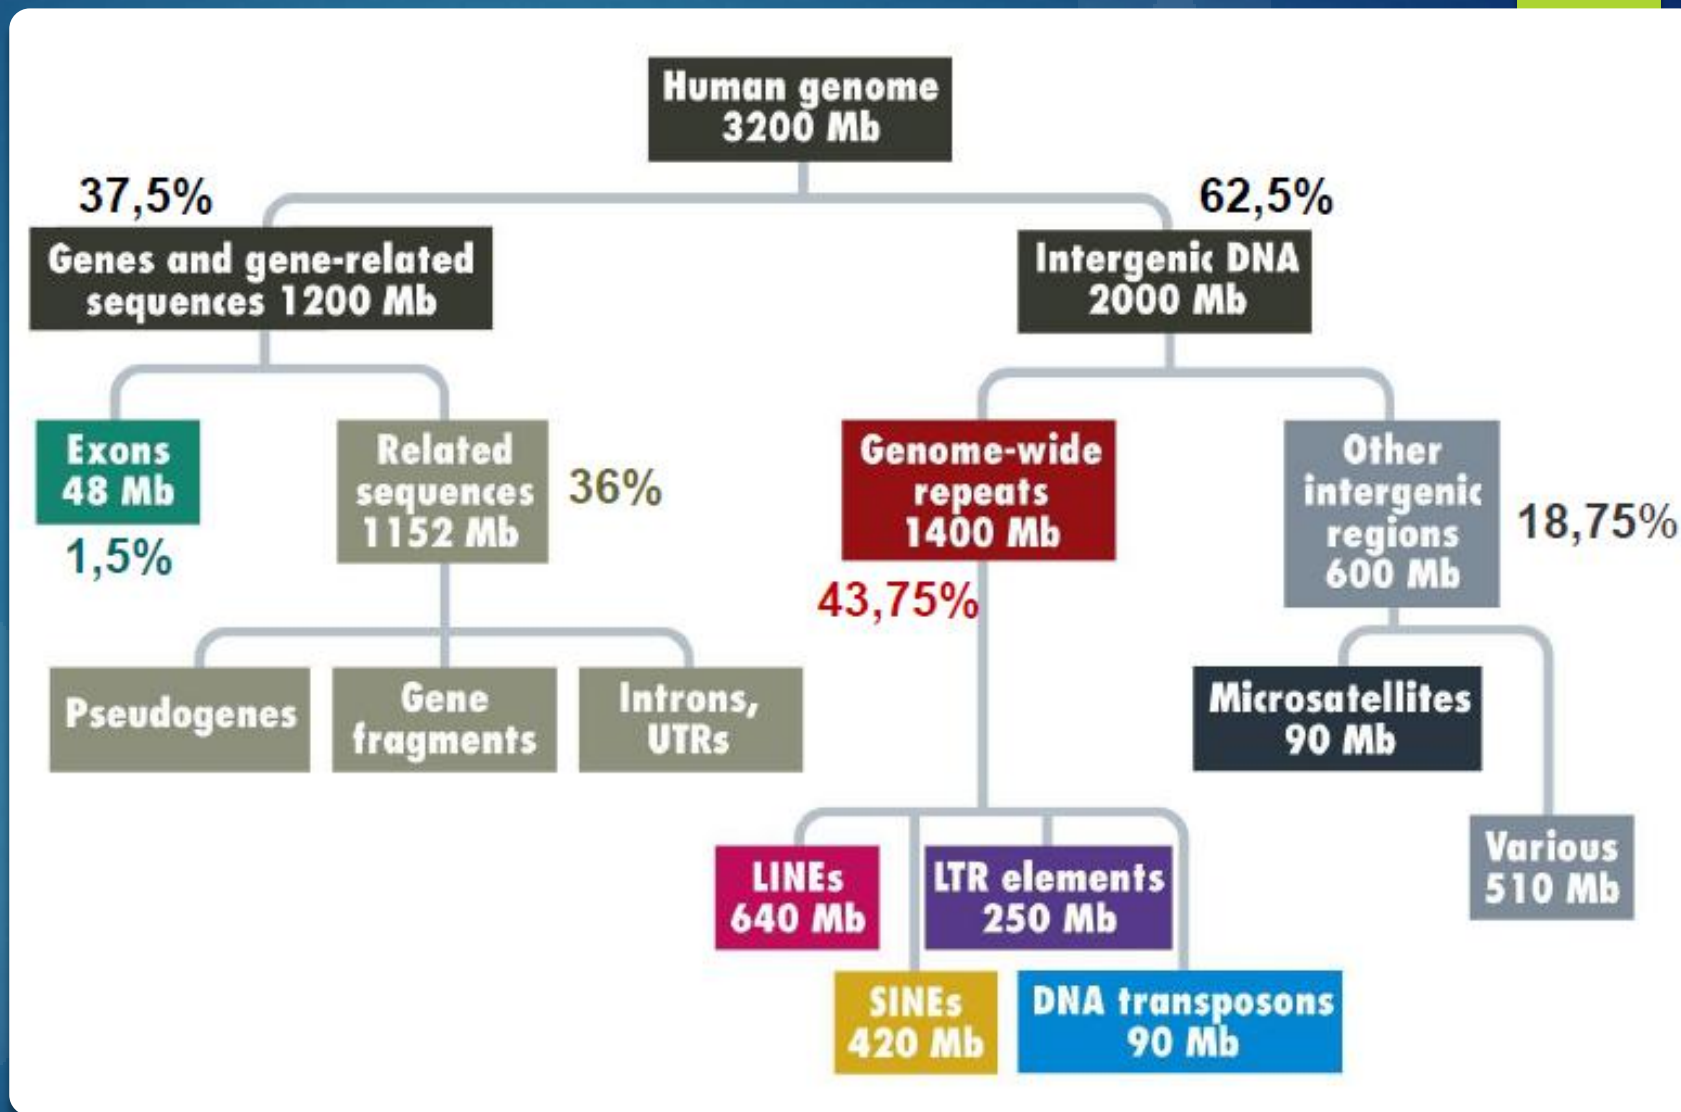 Human genome
3200 Mb
37,5%
62,5%
Genes and gene-related
sequences 1200 Mb
Intergenic DNA
2000 Mb
Exons
48 Mb
1,5%
Related
sequences
1152 Mb
36%
Genome-wide
repeats
1400 Mb
43,75%
Other
intergenic
regions
600 Mb
18,75%
Pseudogenes
Gene
fragments
Introns,
UTRs
Microsatellites
90 Mb
LINEs
640 Mb
LTR elements
250 Mb
Various
510 Mb
SINEs
420 Mb
DNA transposons
90 Mb